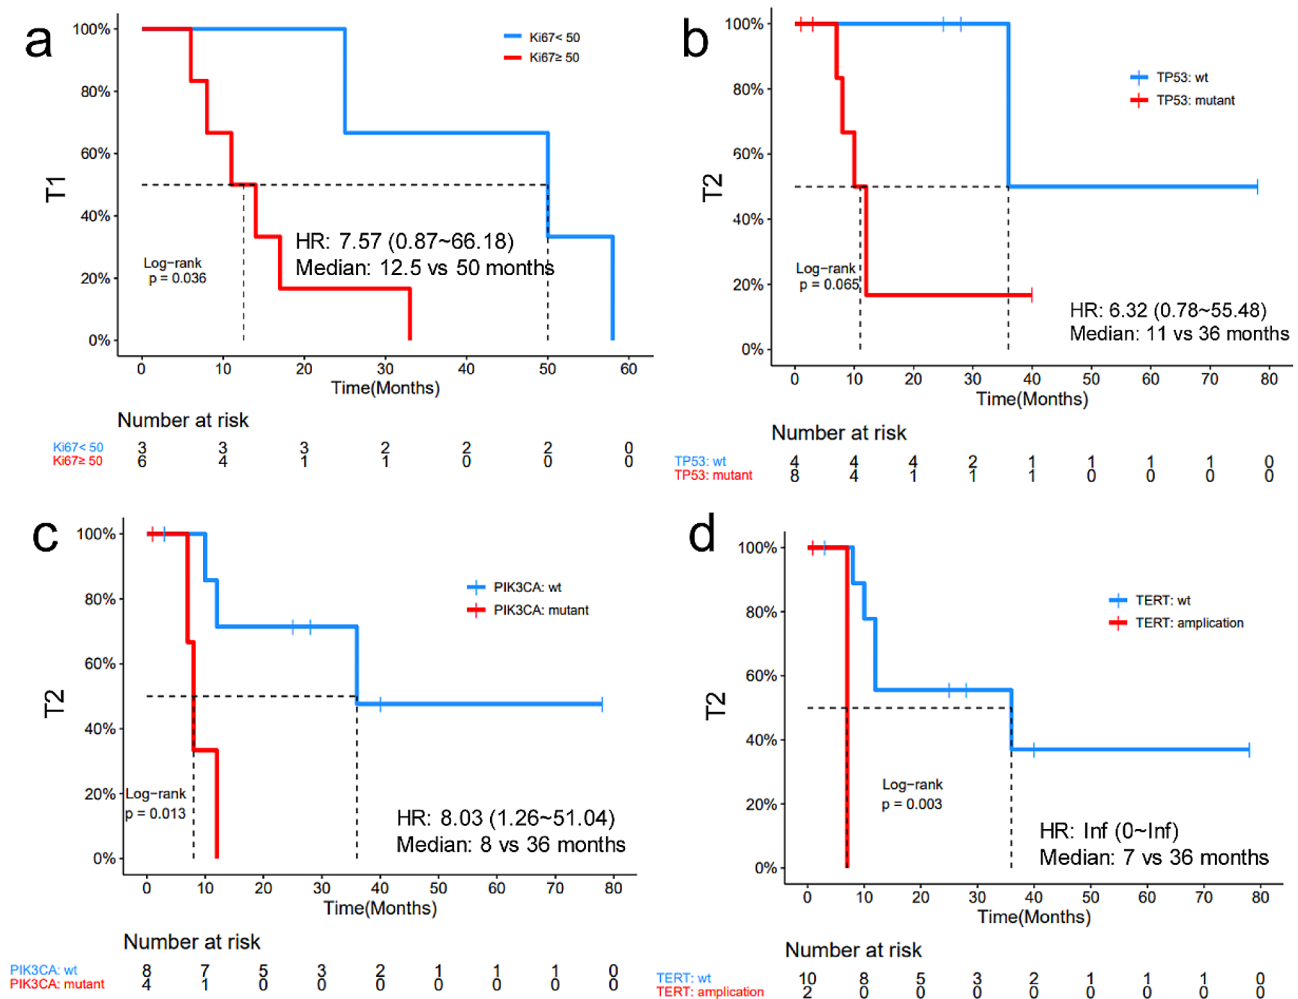 a
100%
80%
60%
40%
20%
0%
T1
Ki67< 50
Ki67≥ 50
HR: 7.57 (0.87~66.18)
Median: 12.5 vs 50 months
Log−rank
p = 0.036
0 10 20 30 40 50 60
Time(Months)
Number at risk
Ki67< 50 3 3 3 2 2 2 0
Ki67≥ 50 6 4 1 1 0 0 0
b
100%
80%
60%
40%
20%
0%
T2
TP53: wt
TP53: mutant
Log−rank
p = 0.065
HR: 6.32 (0.78~55.48)
Median: 11 vs 36 months
0 10 20 30 40 50 60 70 80
Time(Months)
Number at risk
TP53: wt 4 4 4 2 1 1 1 1 0
TP53: mutant 8 4 1 1 1 0 0 0 0
c
100%
80%
60%
40%
20%
0%
T2
PIK3CA: wt
PIK3CA: mutant
Log−rank
p = 0.013
HR: 8.03 (1.26~51.04)
Median: 8 vs 36 months
0 10 20 30 40 50 60 70 80
Time(Months)
Number at risk
PIK3CA: wt 8 7 5 3 2 1 1 1 0
PIK3CA: mutant 4 1 0 0 0 0 0 0 0
d
100%
80%
60%
40%
20%
0%
T2
TERT: wt
TERT: amplication
Log−rank
p = 0.003
HR: Inf (0~Inf)
Median: 7 vs 36 months
0 10 20 30 40 50 60 70 80
Time(Months)
Number at risk
TERT: wt 10 8 5 3 2 1 1 1 0
TERT: amplication 2 0 0 0 0 0 0 0 0